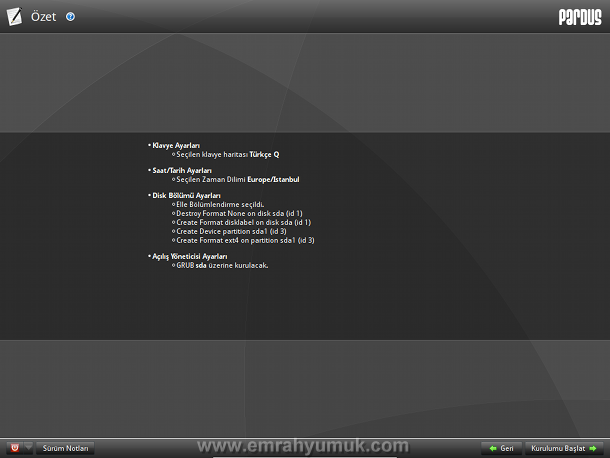 Özet
PARDUS
• Klavye Ayarları
Seçilen klavye haritası Türkçe Q
• Saat/Tarih Ayarları
Seçilen Zaman Dilimi Europe/Istanbul
• Disk Bölümü Ayarları
Elle Bölümlendirme seçildi.
Destroy Format None on disk sda (id 1)
Create Format disklabel on disk sda (id 1)
Create Device partition sda1 (id 3)
Create Format ext4 on partition sda1 (id 3)
• Açılış Yöneticisi Ayarları
GRUB sda üzerine kurulacak.
Sürüm Notları
www.emrahyumuk.com
Geri
Kurulumu Başlat